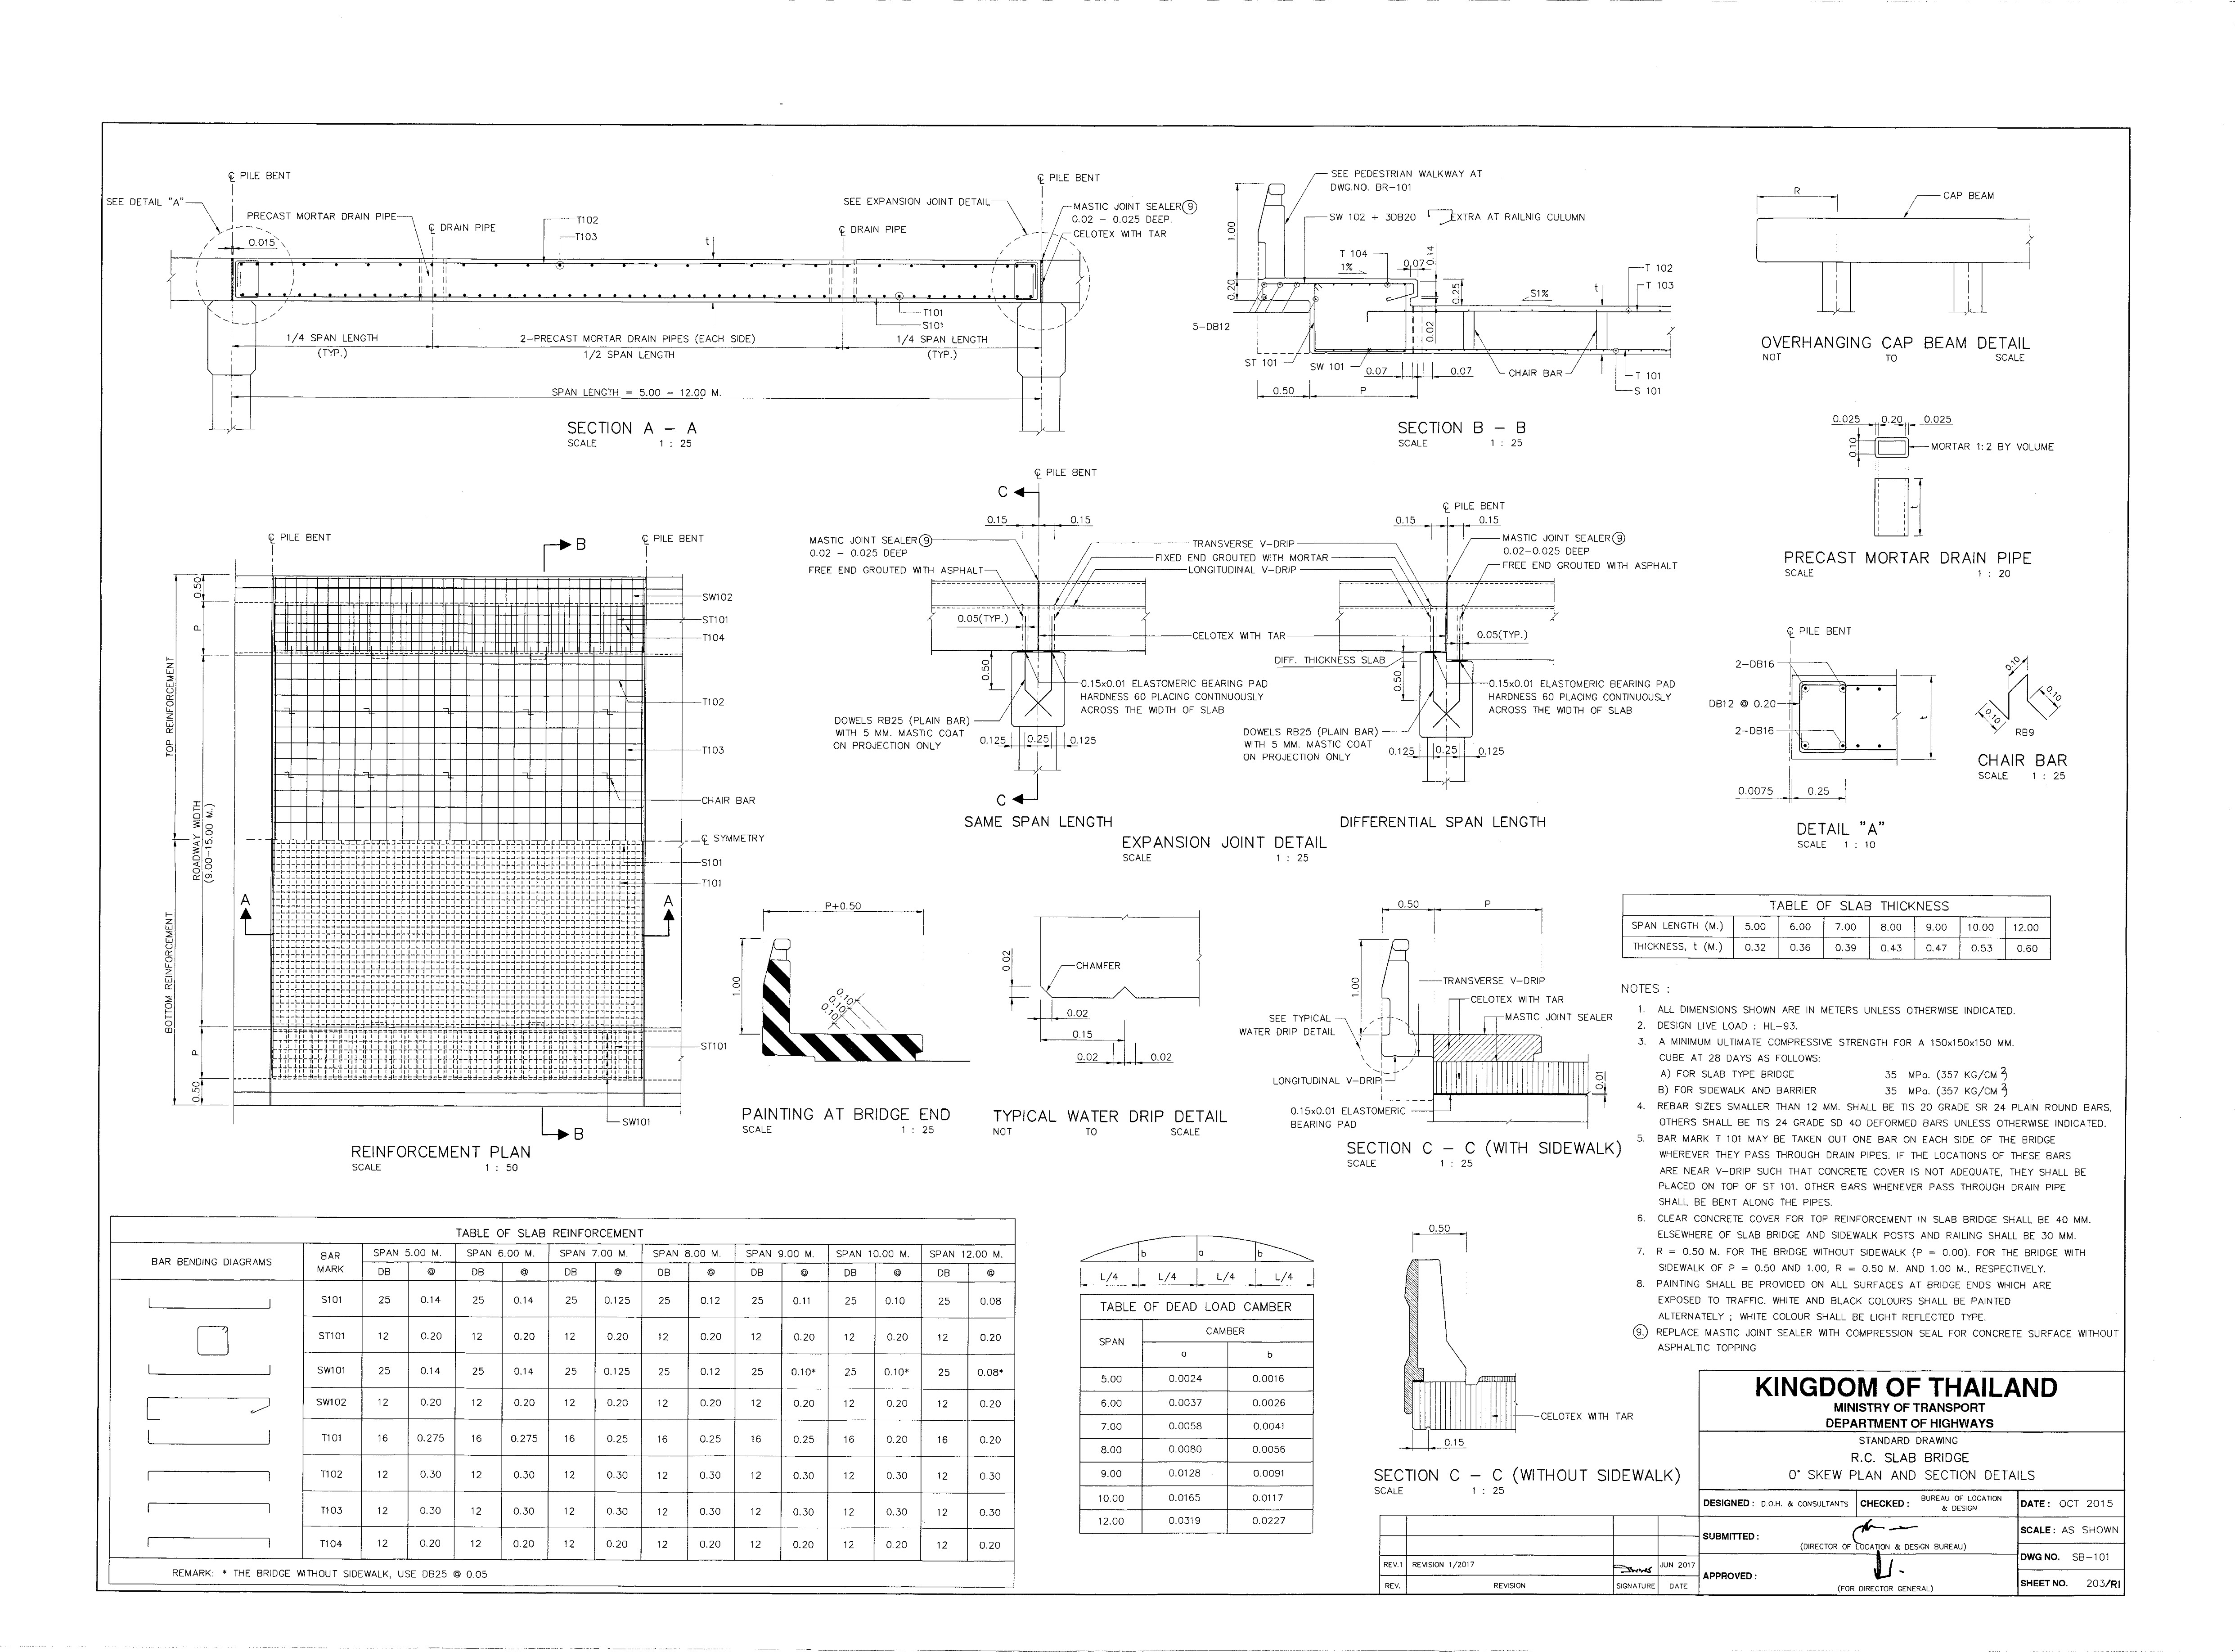 ℄ PILE BENT
℄ PILE BENT
SEE DETAIL "A"
PRECAST MORTAR DRAIN PIPE
℄ DRAIN PIPE
T102
T103
t
SEE EXPANSION JOINT DETAIL
℄ DRAIN PIPE
MASTIC JOINT SEALER ⑨
0.02 – 0.025 DEEP.
CELOTEX WITH TAR
0.015
T101
S101
1/4 SPAN LENGTH
(TYP.)
2-PRECAST MORTAR DRAIN PIPES (EACH SIDE)
1/2 SPAN LENGTH
1/4 SPAN LENGTH
(TYP.)
SPAN LENGTH = 5.00 – 12.00 M.
SECTION A – A
SCALE 1 : 25
SEE PEDESTRIAN WALKWAY AT
DWG.NO. BR-101
SW 102 + 3DB20
EXTRA AT RAILNIG CULUMN
1.00
0.20
T 104
1%
0.07
0.14
0.25
S1%
t
T 102
T 103
5-DB12
0.02
ST 101
SW 101
0.07
0.07
CHAIR BAR
T 101
S 101
0.50
P
SECTION B – B
SCALE 1 : 25
R
CAP BEAM
OVERHANGING CAP BEAM DETAIL
NOT TO SCALE
0.025
0.20
0.025
0.10
MORTAR 1:2 BY VOLUME
t
PRECAST MORTAR DRAIN PIPE
SCALE 1 : 20
℄ PILE BENT
B
℄ PILE BENT
0.50
P
SW102
ST101
T104
T102
T103
CHAIR BAR
℄ SYMMETRY
S101
T101
TOP REINFORCEMENT
ROADWAY WIDTH
(9.00-15.00 M.)
BOTTOM REINFORCEMENT
A
A
P
0.50
ST101
SW101
B
REINFORCEMENT PLAN
SCALE 1 : 50
℄ PILE BENT
C
0.15
0.15
MASTIC JOINT SEALER ⑨
0.02 – 0.025 DEEP
FREE END GROUTED WITH ASPHALT
TRANSVERSE V-DRIP
FIXED END GROUTED WITH MORTAR
LONGITUDINAL V-DRIP
0.05(TYP.)
CELOTEX WITH TAR
0.50
0.15x0.01 ELASTOMERIC BEARING PAD
HARDNESS 60 PLACING CONTINUOUSLY
ACROSS THE WIDTH OF SLAB
DOWELS RB25 (PLAIN BAR)
WITH 5 MM. MASTIC COAT
ON PROJECTION ONLY
0.125
0.25
0.125
C
SAME SPAN LENGTH
℄ PILE BENT
0.15
0.15
MASTIC JOINT SEALER ⑨
0.02-0.025 DEEP
FREE END GROUTED WITH ASPHALT
0.05(TYP.)
DIFF. THICKNESS SLAB
0.50
0.15x0.01 ELASTOMERIC BEARING PAD
HARDNESS 60 PLACING CONTINUOUSLY
ACROSS THE WIDTH OF SLAB
DOWELS RB25 (PLAIN BAR)
WITH 5 MM. MASTIC COAT
ON PROJECTION ONLY
0.125
0.25
0.125
DIFFERENTIAL SPAN LENGTH
EXPANSION JOINT DETAIL
SCALE 1 : 25
℄ PILE BENT
2-DB16
DB12 @ 0.20
2-DB16
t
0.0075
0.25
DETAIL "A"
SCALE 1 : 10
0.10
0.10
0.10
RB9
CHAIR BAR
SCALE 1 : 25
P+0.50
1.00
0.10
0.10
0.10
PAINTING AT BRIDGE END
SCALE 1 : 25
0.02
CHAMFER
0.02
0.15
0.02
0.02
TYPICAL WATER DRIP DETAIL
NOT TO SCALE
0.50
P
1.00
TRANSVERSE V-DRIP
CELOTEX WITH TAR
MASTIC JOINT SEALER
SEE TYPICAL
WATER DRIP DETAIL
LONGITUDINAL V-DRIP
0.01
0.15x0.01 ELASTOMERIC
BEARING PAD
SECTION C – C (WITH SIDEWALK)
SCALE 1 : 25
TABLE OF SLAB THICKNESS
SPAN LENGTH (M.) 5.00 6.00 7.00 8.00 9.00 10.00 12.00
THICKNESS, t (M.) 0.32 0.36 0.39 0.43 0.47 0.53 0.60
NOTES :
1. ALL DIMENSIONS SHOWN ARE IN METERS UNLESS OTHERWISE INDICATED.
2. DESIGN LIVE LOAD : HL-93.
3. A MINIMUM ULTIMATE COMPRESSIVE STRENGTH FOR A 150x150x150 MM.
CUBE AT 28 DAYS AS FOLLOWS:
A) FOR SLAB TYPE BRIDGE 35 MPa. (357 KG/CM²)
B) FOR SIDEWALK AND BARRIER 35 MPa. (357 KG/CM²)
4. REBAR SIZES SMALLER THAN 12 MM. SHALL BE TIS 20 GRADE SR 24 PLAIN ROUND BARS,
OTHERS SHALL BE TIS 24 GRADE SD 40 DEFORMED BARS UNLESS OTHERWISE INDICATED.
5. BAR MARK T 101 MAY BE TAKEN OUT ONE BAR ON EACH SIDE OF THE BRIDGE
WHEREVER THEY PASS THROUGH DRAIN PIPES. IF THE LOCATIONS OF THESE BARS
ARE NEAR V-DRIP SUCH THAT CONCRETE COVER IS NOT ADEQUATE, THEY SHALL BE
PLACED ON TOP OF ST 101. OTHER BARS WHENEVER PASS THROUGH DRAIN PIPE
SHALL BE BENT ALONG THE PIPES.
6. CLEAR CONCRETE COVER FOR TOP REINFORCEMENT IN SLAB BRIDGE SHALL BE 40 MM.
ELSEWHERE OF SLAB BRIDGE AND SIDEWALK POSTS AND RAILING SHALL BE 30 MM.
7. R = 0.50 M. FOR THE BRIDGE WITHOUT SIDEWALK (P = 0.00). FOR THE BRIDGE WITH
SIDEWALK OF P = 0.50 AND 1.00, R = 0.50 M. AND 1.00 M., RESPECTIVELY.
8. PAINTING SHALL BE PROVIDED ON ALL SURFACES AT BRIDGE ENDS WHICH ARE
EXPOSED TO TRAFFIC. WHITE AND BLACK COLOURS SHALL BE PAINTED
ALTERNATELY ; WHITE COLOUR SHALL BE LIGHT REFLECTED TYPE.
⑨ REPLACE MASTIC JOINT SEALER WITH COMPRESSION SEAL FOR CONCRETE SURFACE WITHOUT
ASPHALTIC TOPPING
TABLE OF SLAB REINFORCEMENT
BAR BENDING DIAGRAMS BAR MARK SPAN 5.00 M. SPAN 6.00 M. SPAN 7.00 M. SPAN 8.00 M. SPAN 9.00 M. SPAN 10.00 M. SPAN 12.00 M.
DB @ DB @ DB @ DB @ DB @ DB @ DB @
S101 25 0.14 25 0.14 25 0.125 25 0.12 25 0.11 25 0.10 25 0.08
ST101 12 0.20 12 0.20 12 0.20 12 0.20 12 0.20 12 0.20 12 0.20
SW101 25 0.14 25 0.14 25 0.125 25 0.12 25 0.10* 25 0.10* 25 0.08*
SW102 12 0.20 12 0.20 12 0.20 12 0.20 12 0.20 12 0.20 12 0.20
T101 16 0.275 16 0.275 16 0.25 16 0.25 16 0.25 16 0.20 16 0.20
T102 12 0.30 12 0.30 12 0.30 12 0.30 12 0.30 12 0.30 12 0.30
T103 12 0.30 12 0.30 12 0.30 12 0.30 12 0.30 12 0.30 12 0.30
T104 12 0.20 12 0.20 12 0.20 12 0.20 12 0.20 12 0.20 12 0.20
REMARK: * THE BRIDGE WITHOUT SIDEWALK, USE DB25 @ 0.05
b a b
L/4 L/4 L/4 L/4
TABLE OF DEAD LOAD CAMBER
SPAN CAMBER
a b
5.00 0.0024 0.0016
6.00 0.0037 0.0026
7.00 0.0058 0.0041
8.00 0.0080 0.0056
9.00 0.0128 0.0091
10.00 0.0165 0.0117
12.00 0.0319 0.0227
0.50
CELOTEX WITH TAR
0.15
SECTION C – C (WITHOUT SIDEWALK)
SCALE 1 : 25
REV.1 REVISION 1/2017 JUN 2017
REV. REVISION SIGNATURE DATE
KINGDOM OF THAILAND
MINISTRY OF TRANSPORT
DEPARTMENT OF HIGHWAYS
STANDARD DRAWING
R.C. SLAB BRIDGE
0° SKEW PLAN AND SECTION DETAILS
DESIGNED : D.O.H. & CONSULTANTS
CHECKED : BUREAU OF LOCATION & DESIGN
DATE : OCT 2015
SUBMITTED :
(DIRECTOR OF LOCATION & DESIGN BUREAU)
SCALE : AS SHOWN
DWG NO. SB-101
APPROVED :
(FOR DIRECTOR GENERAL)
SHEET NO. 203/R1